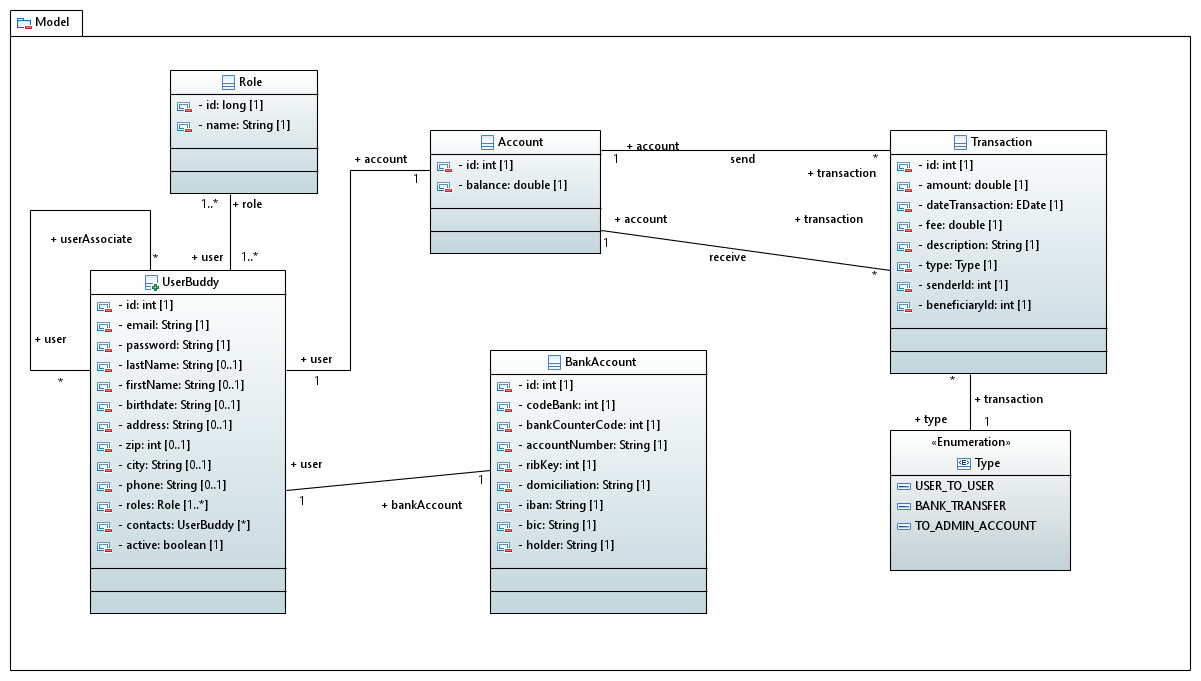 Model
Role
- id: long [1]
- name: String [1]
1..*
+ role
+ user
1..*
+ userAssociate
*
+ user
*
UserBuddy
- id: int [1]
- email: String [1]
- password: String [1]
- lastName: String [0..1]
- firstName: String [0..1]
- birthdate: String [0..1]
- address: String [0..1]
- zip: int [0..1]
- city: String [0..1]
- phone: String [0..1]
- roles: Role [1..*]
- contacts: UserBuddy [*]
- active: boolean [1]
+ account
1
+ user
1
+ user
1
1
+ bankAccount
Account
- id: int [1]
- balance: double [1]
+ account
1
send
*
+ transaction
+ account
+ transaction
1
receive
*
BankAccount
- id: int [1]
- codeBank: int [1]
- bankCounterCode: int [1]
- accountNumber: String [1]
- ribKey: int [1]
- domiciliation: String [1]
- iban: String [1]
- bic: String [1]
- holder: String [1]
Transaction
- id: int [1]
- amount: double [1]
- dateTransaction: EDate [1]
- fee: double [1]
- description: String [1]
- type: Type [1]
- senderId: int [1]
- beneficiaryId: int [1]
*
+ transaction
+ type
1
«Enumeration»
Type
USER_TO_USER
BANK_TRANSFER
TO_ADMIN_ACCOUNT